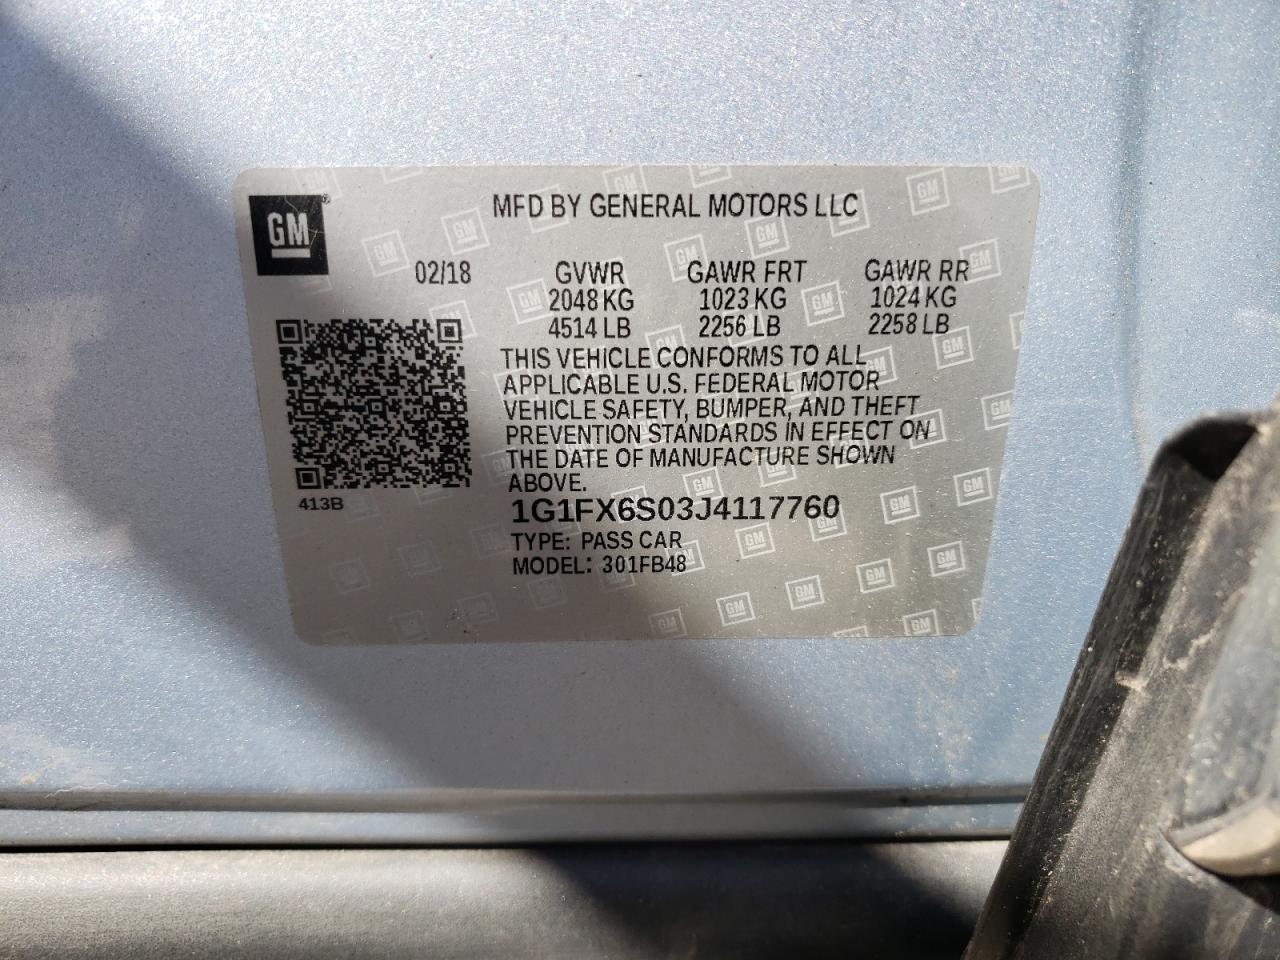 MFD BY GENERAL MOTORS LLC
GM
®
02/18 GVWR GAWR FRT GAWR RR
2048 KG 1023 KG 1024 KG
4514 LB 2256 LB 2258 LB
THIS VEHICLE CONFORMS TO ALL
APPLICABLE U.S. FEDERAL MOTOR
VEHICLE SAFETY, BUMPER, AND THEFT
PREVENTION STANDARDS IN EFFECT ON
THE DATE OF MANUFACTURE SHOWN
ABOVE.
413B
1G1FX6S03J4117760
TYPE: PASS CAR
MODEL: 301FB48